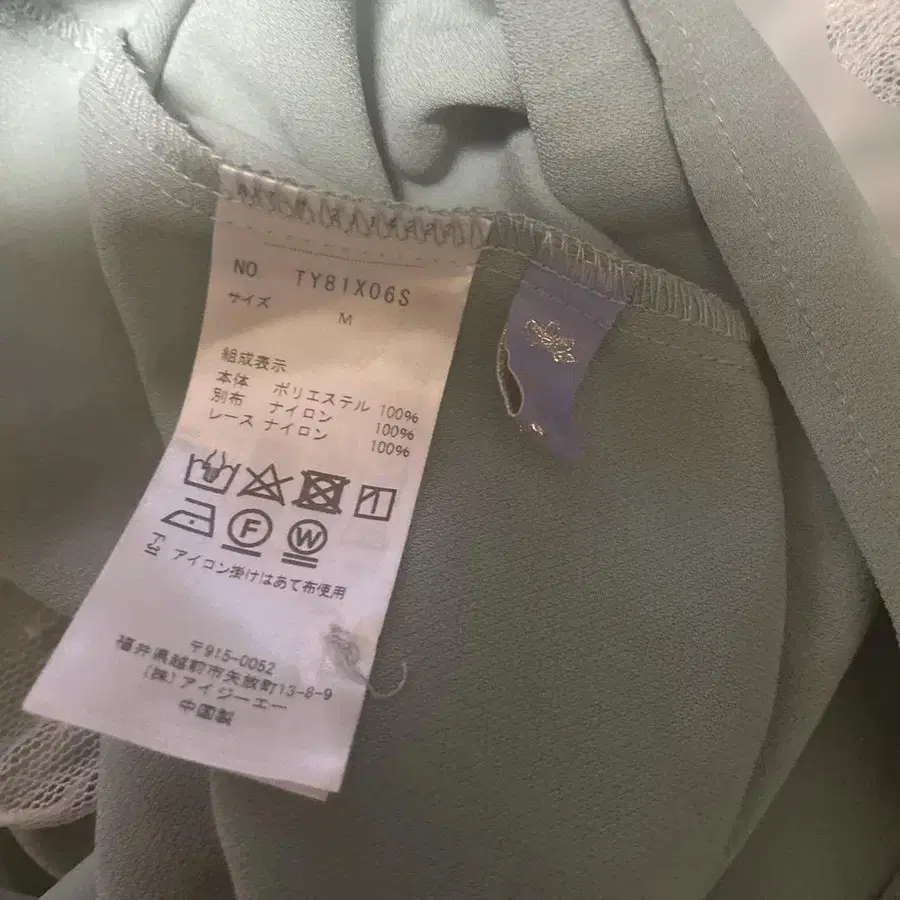 NO. TY81X06S
サイズ M
組成表示
本体 ポリエステル 100%
別布 ナイロン 100%
レース ナイロン 100%
F W
アイロン掛けはあて布使用
〒915-0052
福井県越前市矢放町13-8-9
(株)アイジーエー
中国製